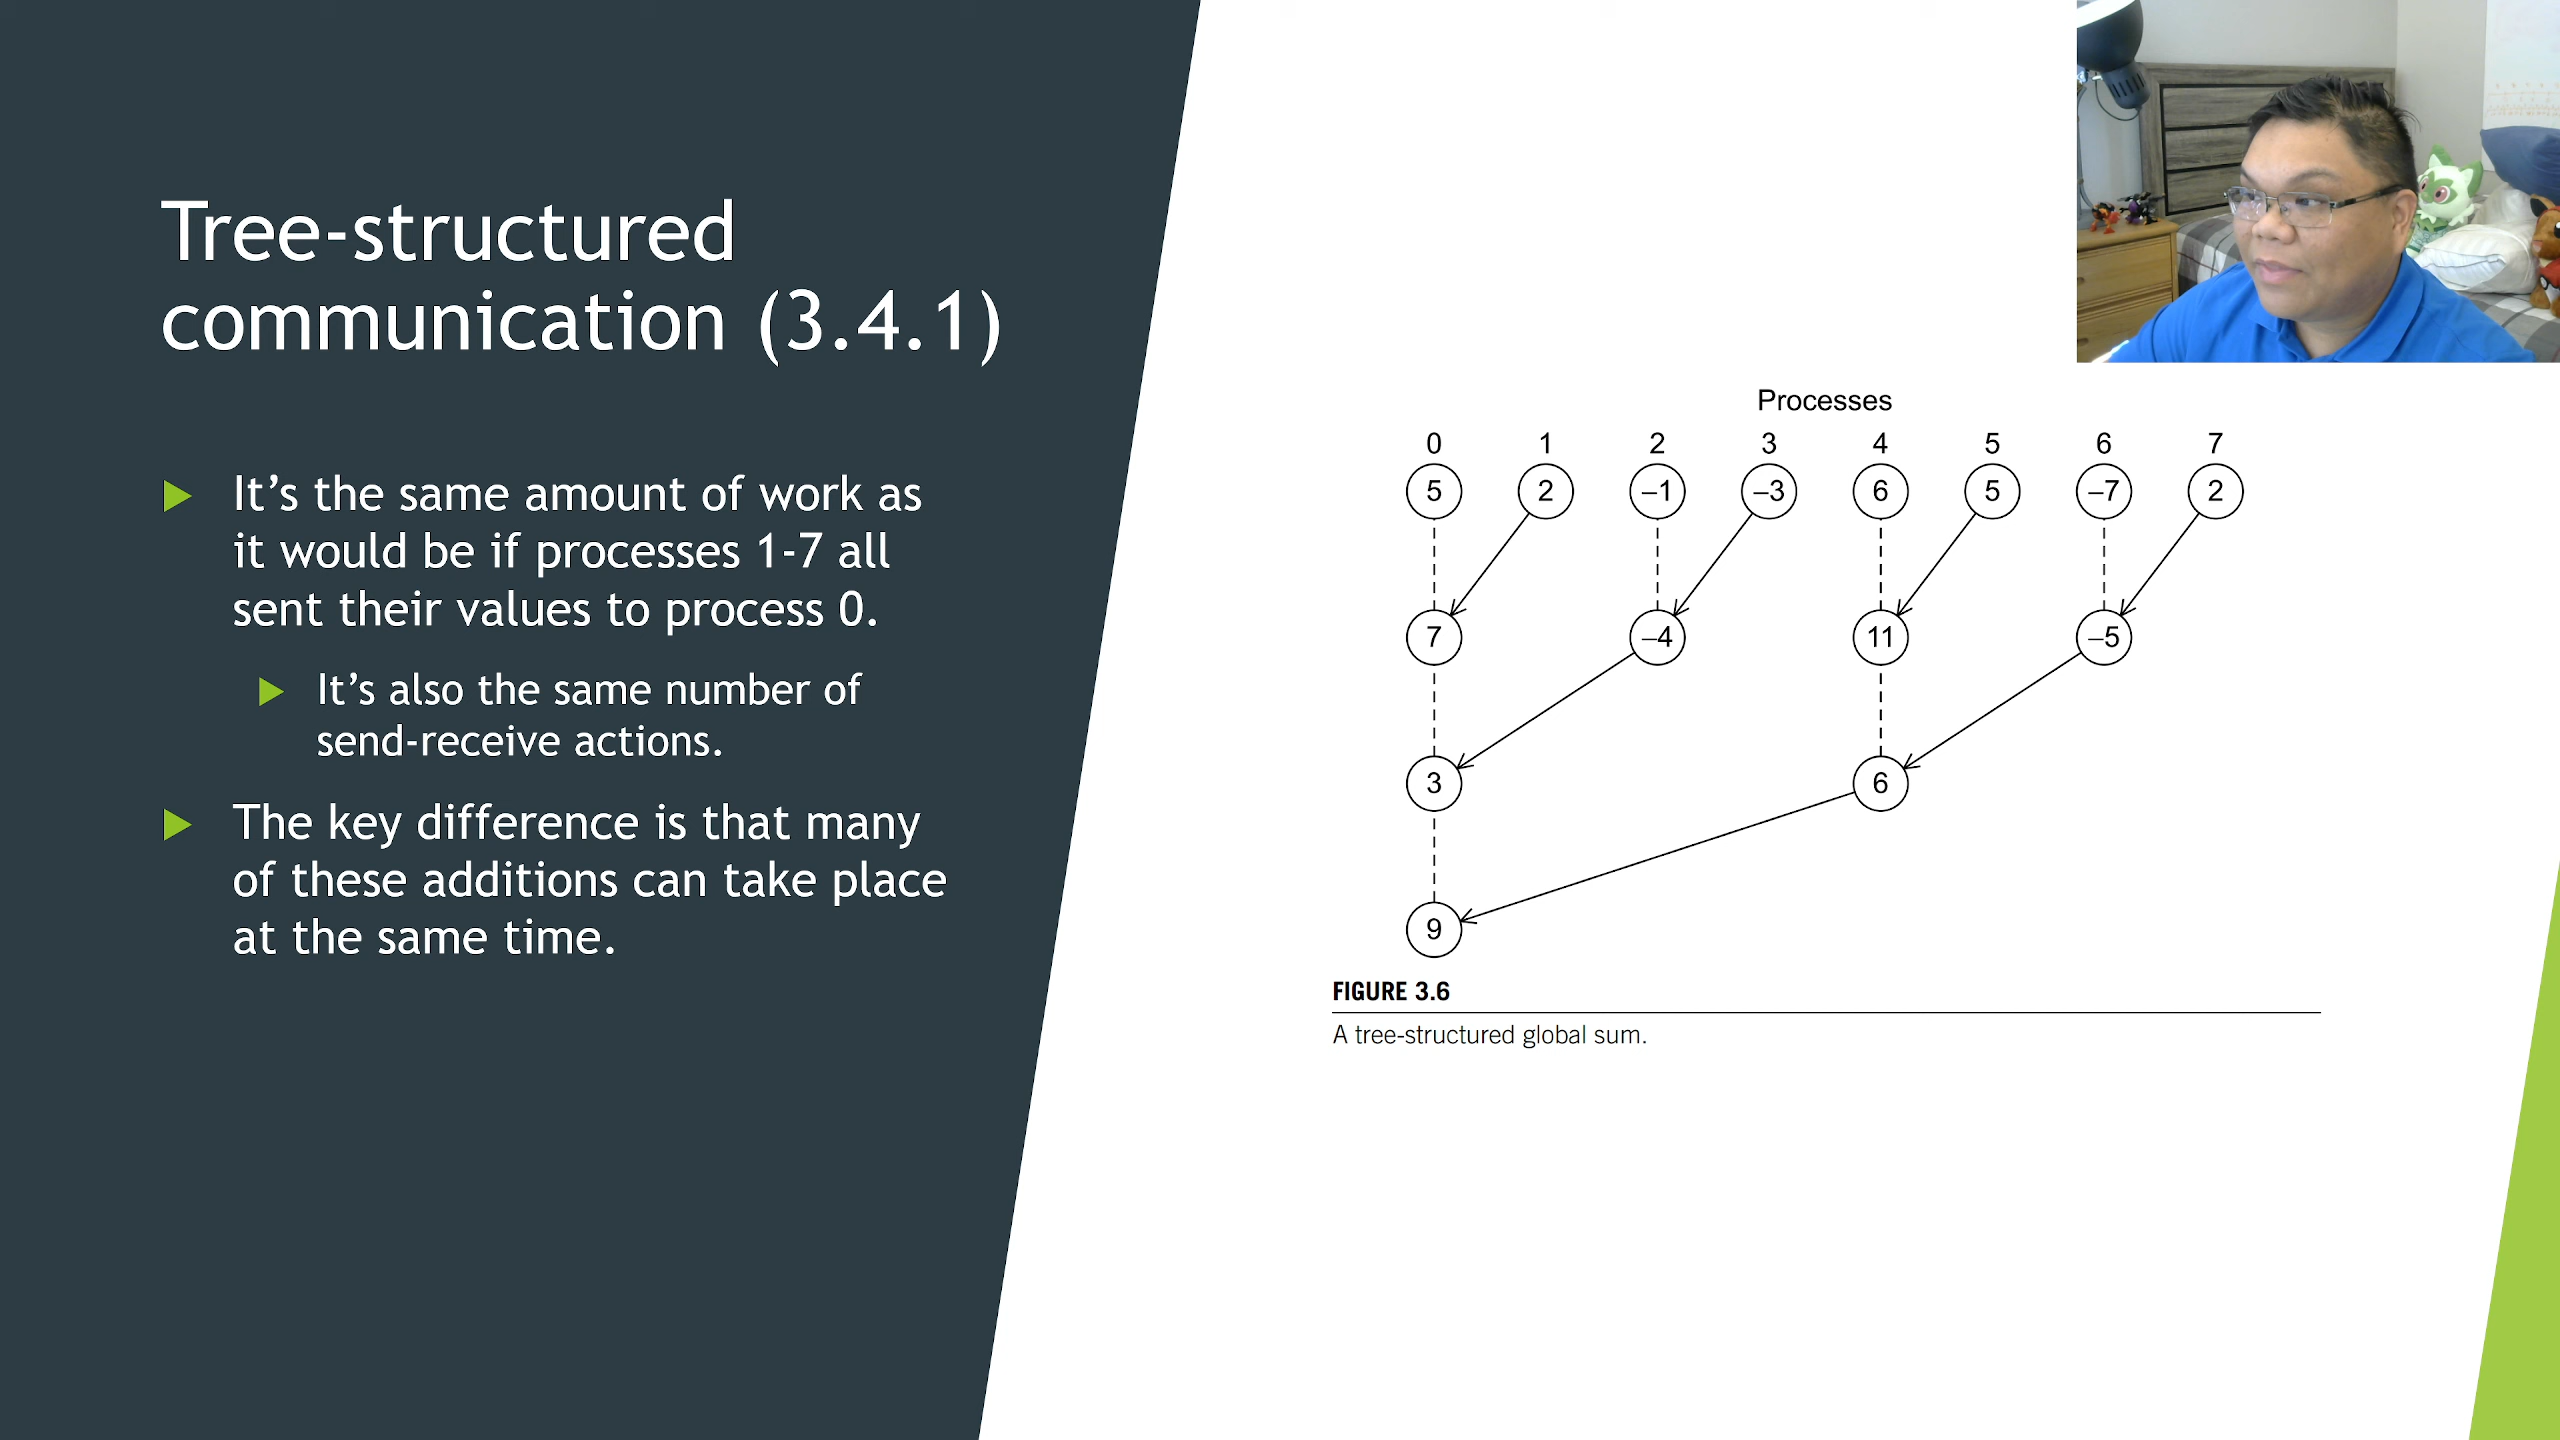 Tree-structured
communication (3.4.1)
It’s the same amount of work as
it would be if processes 1-7 all
sent their values to process 0.
It’s also the same number of
send-receive actions.
The key difference is that many
of these additions can take place
at the same time.
Processes
0 1 2 3 4 5 6 7
5 2 –1 –3 6 5 –7 2
7 –4 11 –5
3 6
9
FIGURE 3.6
A tree-structured global sum.